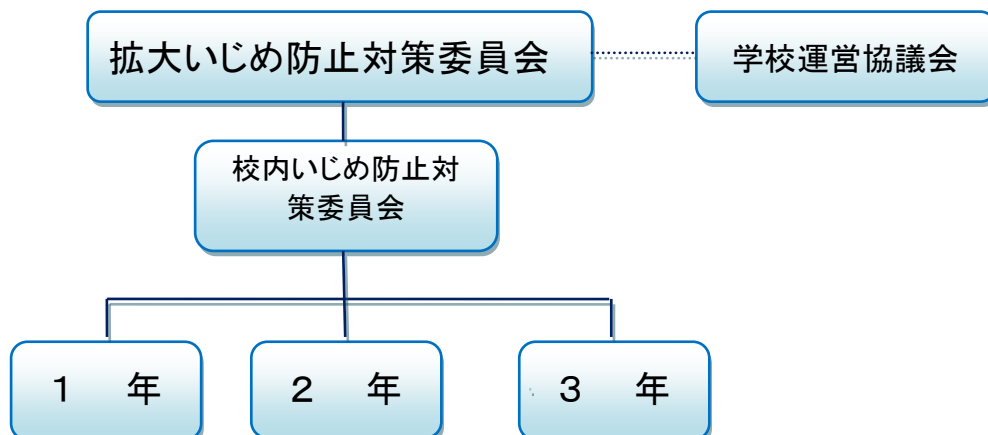 拡大いじめ防止対策委員会
学校運営協議会
校内いじめ防止対
策委員会
１　年
２　年
３　年